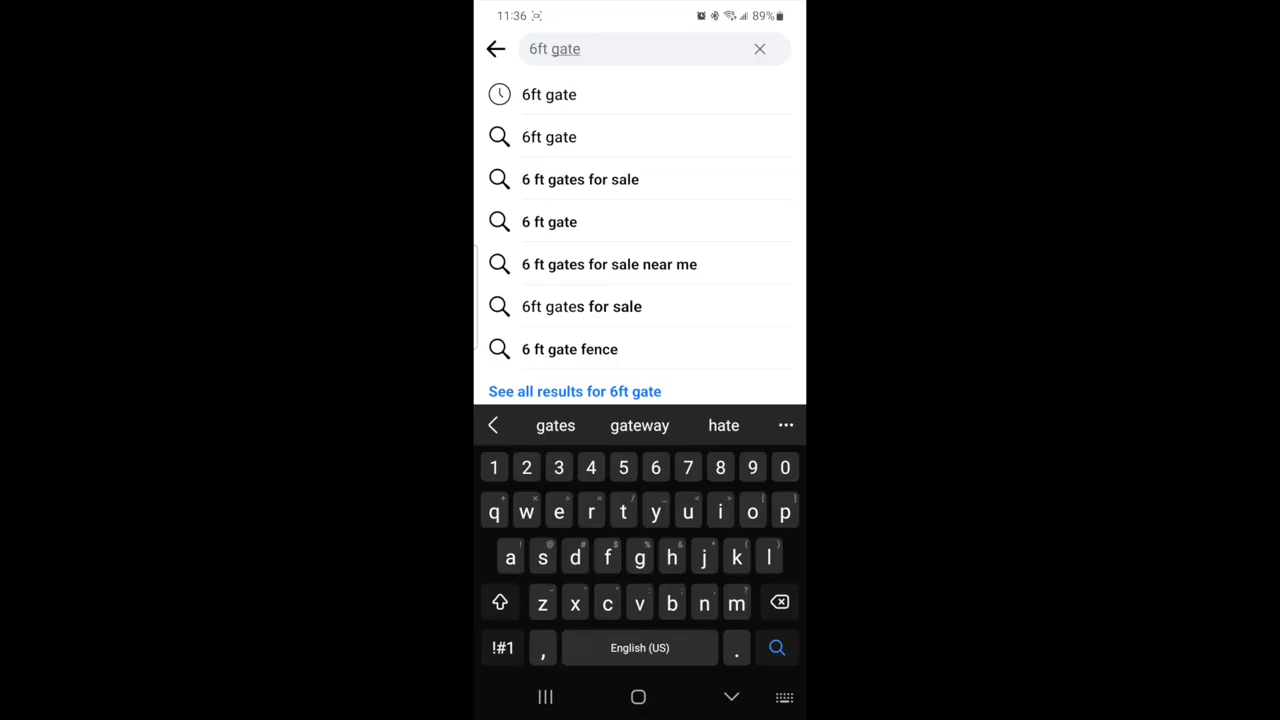 11:36 89%
6ft gate
6ft gate
6ft gate
6 ft gates for sale
6 ft gate
6 ft gates for sale near me
6ft gates for sale
6 ft gate fence
See all results for 6ft gate
gates gateway hate ...
1 2 3 4 5 6 7 8 9 0
+ × ÷ = / _ < > [ ]
q w e r t y u i o p
! @ # $ % & * ( )
a s d f g h j k l
- ' " : ; , ?
z x c v b n m
!#1 , English (US) .